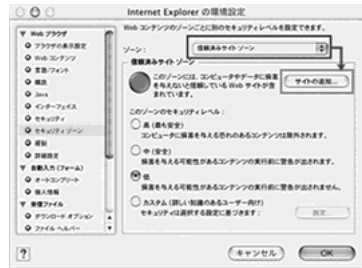 Internet Explorer の環境設定
Web ブラウザ
ブラウザの表示設定
Web コンテンツ
言語/フォント
購読
Java
インターフェイス
セキュリティ
セキュリティ ゾーン
規制
詳細設定
自動入力 (フォーム)
オートコンプリート
個人情報
受信ファイル
ダウンロード オプション
ファイル ヘルパー
Web コンテンツのゾーンごとに別のセキュリティ レベルを設定できます。
ゾーン:
信頼済みサイト ゾーン
信頼済みサイト ゾーン
このゾーンには、コンピュータやデータに損害
を与えないと信頼している Web サイトが含
まれています。
サイトの追加...
このゾーンのセキュリティ レベル:
高 (最も安全)
コンピュータに損害を与える恐れのあるコンテンツは除外されます。
中 (安全)
損害を与える可能性があるコンテンツの実行前に警告が出されます。
低
損害を与える可能性があるコンテンツの実行前に警告が出されません。
カスタム (詳しい知識のあるユーザー向け)
セキュリティは選択する設定に基づきます:
設定...
?
キャンセル
OK